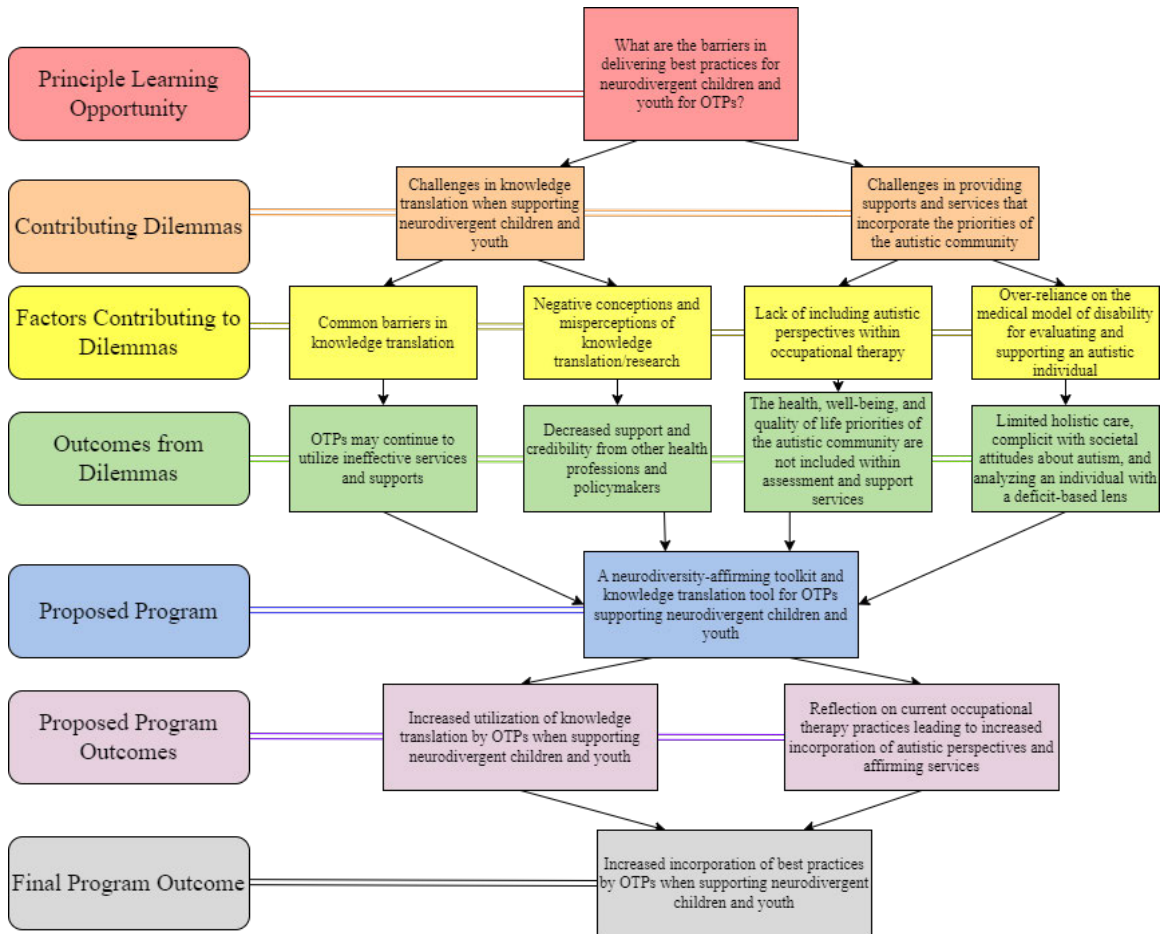 Principle Learning
Opportunity
What are the barriers in
delivering best practices for
neurodivergent children and
youth for OTPs?
Contributing Dilemmas
Challenges in knowledge
translation when supporting
neurodivergent children and
youth
Challenges in providing
supports and services that
incorporate the priorities of
the autistic community
Factors Contributing to
Dilemmas
Common barriers in
knowledge translation
Negative conceptions and
misperceptions of
knowledge
translation/research
Lack of including autistic
perspectives within
occupational therapy
Over-reliance on the
medical model of disability
for evaluating and
supporting an autistic
individual
Outcomes from
Dilemmas
OTPs may continue to
utilize ineffective services
and supports
Decreased support and
credibility from other health
professions and
policymakers
The health, well-being, and
quality of life priorities of
the autistic community are
not included within
assessment and support
services
Limited holistic care,
complicit with societal
attitudes about autism, and
analyzing an individual with
a deficit-based lens
Proposed Program
A neurodiversity-affirming toolkit and
knowledge translation tool for OTPs
supporting neurodivergent children and
youth
Proposed Program
Outcomes
Increased utilization of knowledge
translation by OTPs when supporting
neurodivergent children and youth
Reflection on current occupational
therapy practices leading to increased
incorporation of autistic perspectives and
affirming services
Final Program Outcome
Increased incorporation of best practices
by OTPs when supporting neurodivergent
children and youth